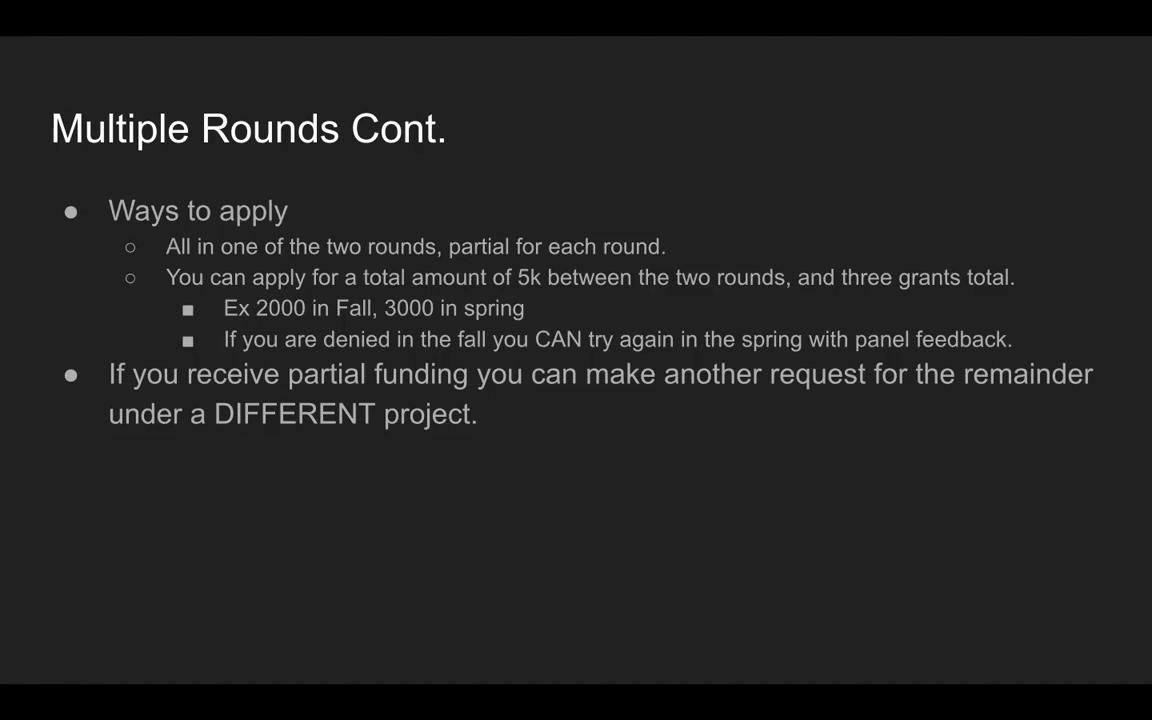 Multiple Rounds Cont.
● Ways to apply
○ All in one of the two rounds, partial for each round.
○ You can apply for a total amount of 5k between the two rounds, and three grants total.
■ Ex 2000 in Fall, 3000 in spring
■ If you are denied in the fall you CAN try again in the spring with panel feedback.
● If you receive partial funding you can make another request for the remainder
under a DIFFERENT project.